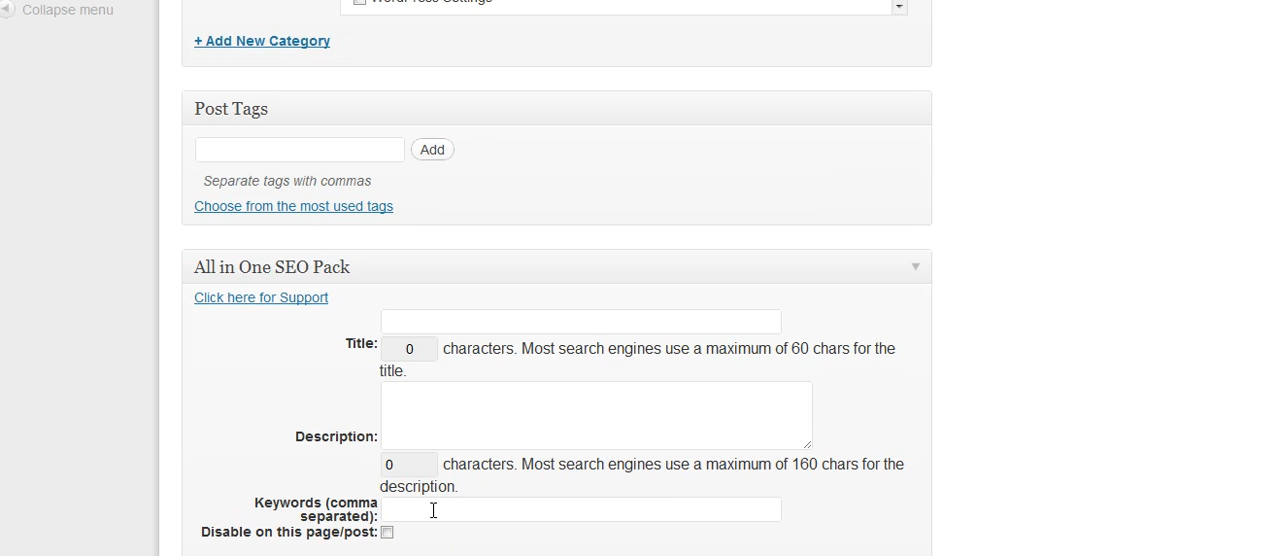 Collapse menu
WordPress Settings
+ Add New Category
Post Tags
Add
Separate tags with commas
Choose from the most used tags
All in One SEO Pack
Click here for Support
Title:
0 characters. Most search engines use a maximum of 60 chars for the
title.
Description:
0 characters. Most search engines use a maximum of 160 chars for the
description.
Keywords (comma
separated):
Disable on this page/post: